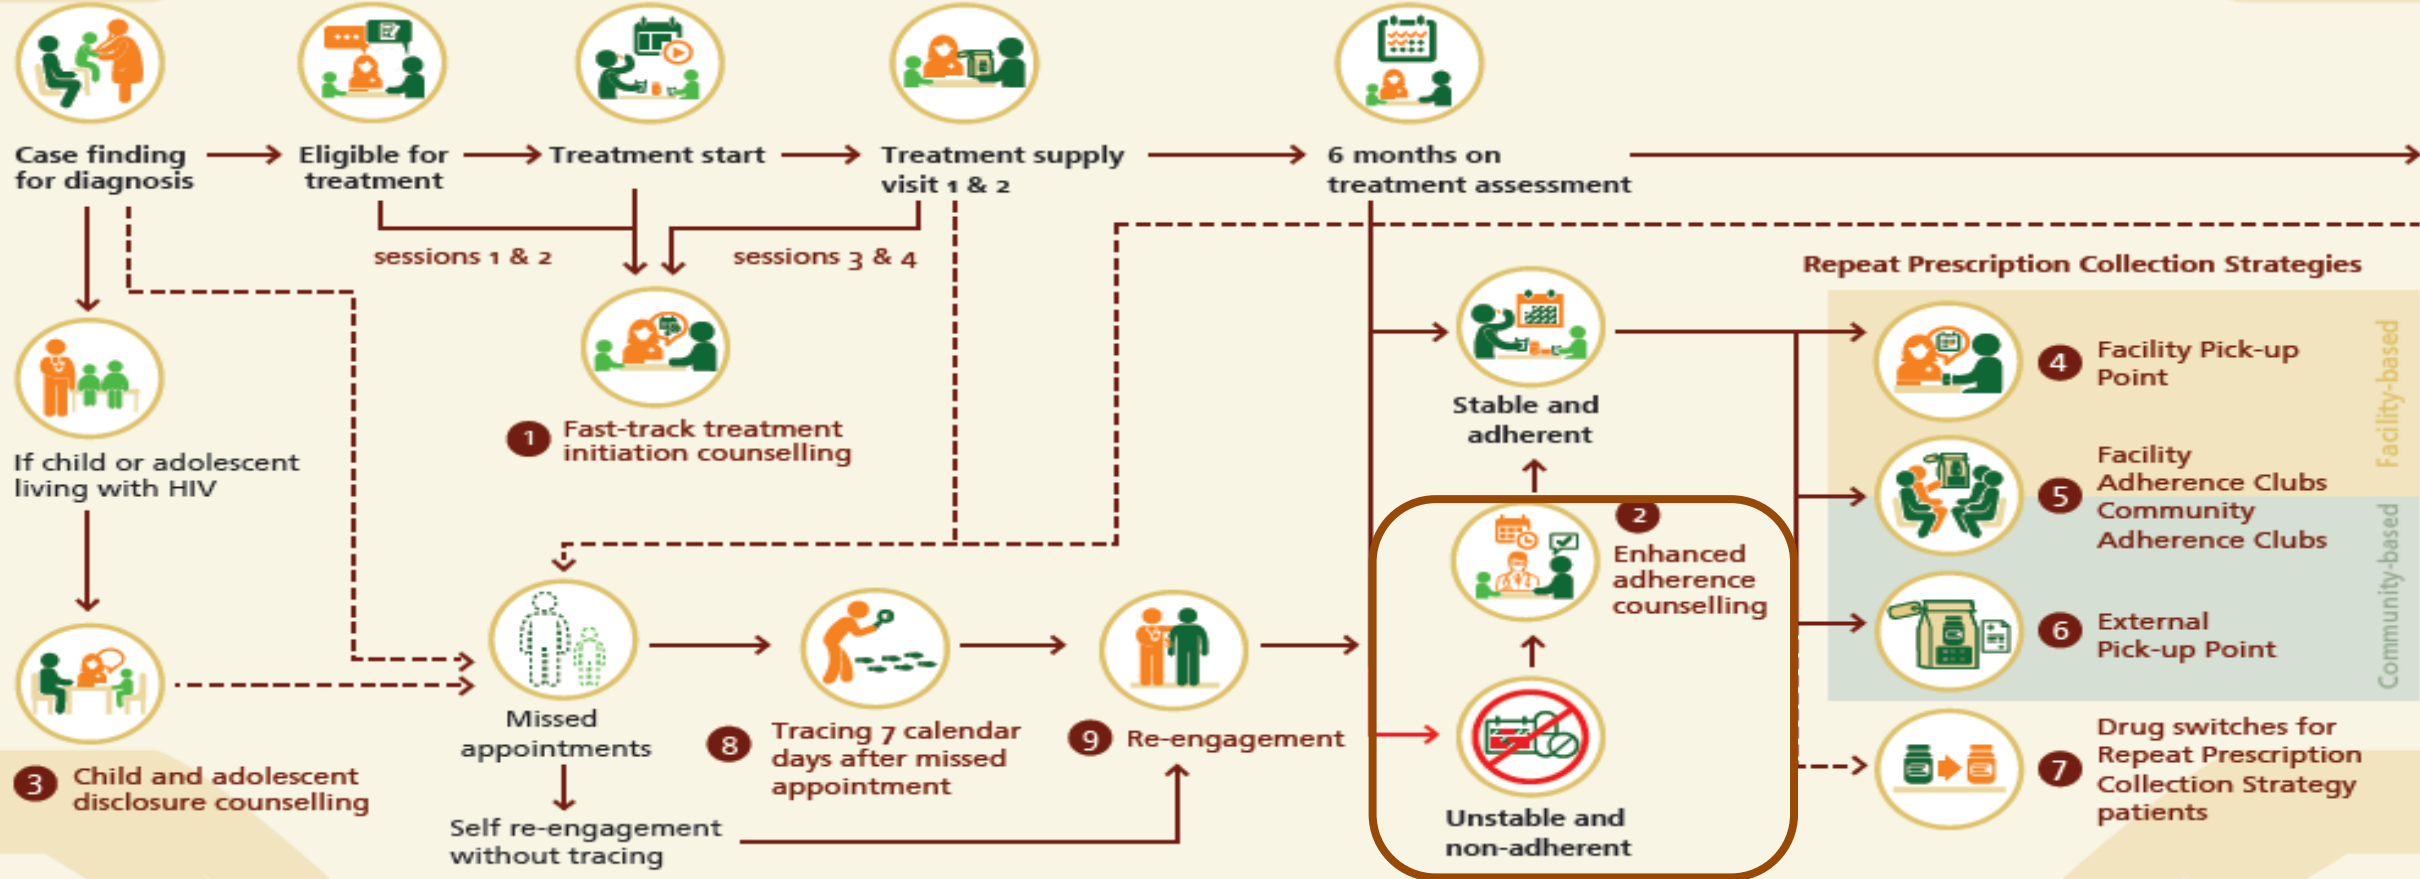 Case finding
for diagnosis
Eligible for
treatment
Treatment start
Treatment supply
visit 1 & 2
6 months on
treatment assessment
sessions 1 & 2
sessions 3 & 4
1
Fast-track treatment
initiation counselling
If child or adolescent
living with HIV
3
Child and adolescent
disclosure counselling
Missed
appointments
Self re-engagement
without tracing
8
Tracing 7 calendar
days after missed
appointment
9
Re-engagement
Stable and
adherent
2
Enhanced
adherence
counselling
Unstable and
non-adherent
Repeat Prescription Collection Strategies
4
Facility Pick-up
Point
5
Facility
Adherence Clubs
Community
Adherence Clubs
6
External
Pick-up Point
7
Drug switches for
Repeat Prescription
Collection Strategy
patients
Facility-based
Community-based